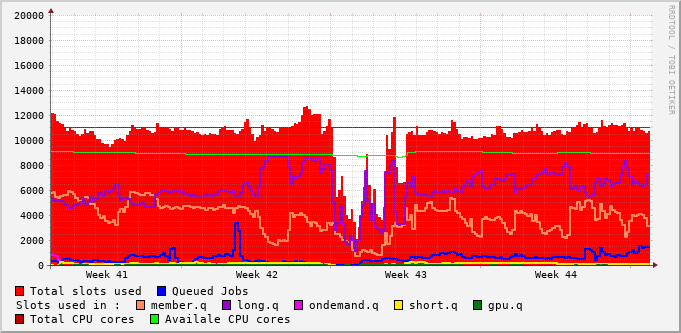 20000
18000
16000
14000
12000
10000
8000
6000
4000
2000
0
Week 41 Week 42 Week 43 Week 44
Total slots used Queued Jobs
Slots used in : member.q long.q ondemand.q short.q gpu.q
Total CPU cores Availale CPU cores
RRDTOOL / TOBI OETIKER